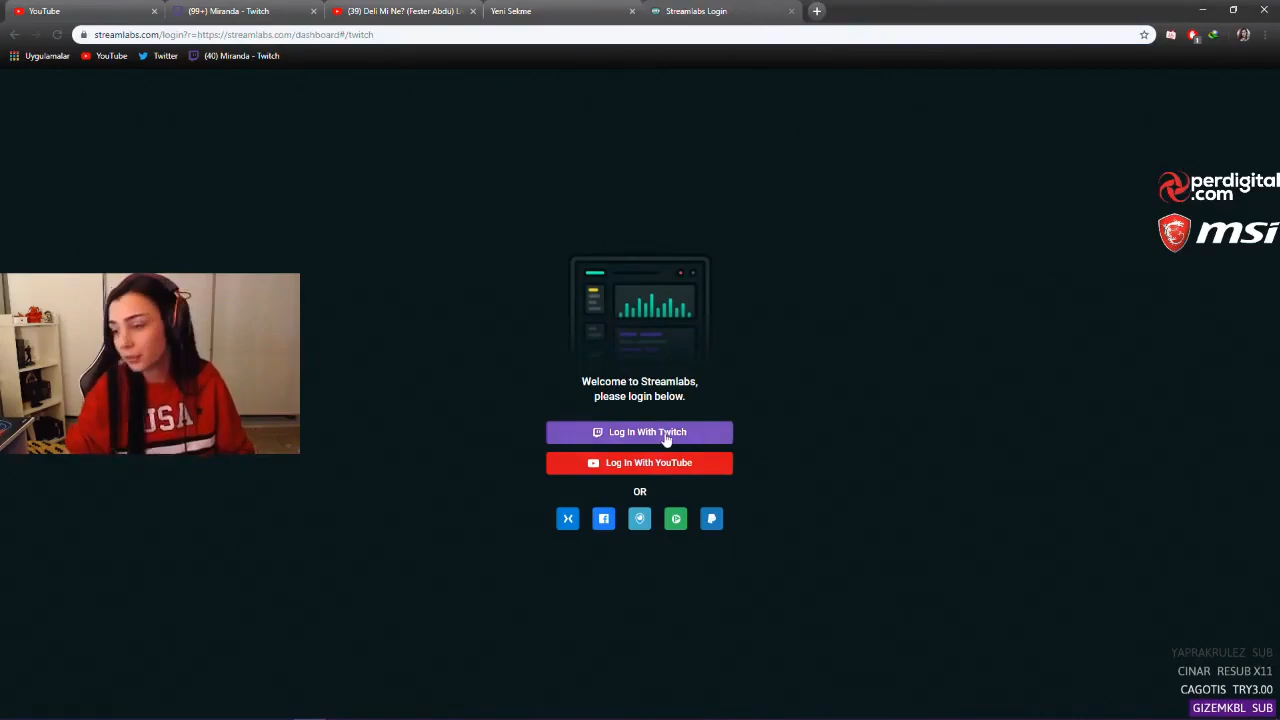 YouTube
(99+) Miranda - Twitch
(39) Deli Mi Ne? (Fester Abdü) L
Yeni Sekme
Streamlabs Login
streamlabs.com/login?r=https://streamlabs.com/dashboard#/twitch
Uygulamalar
YouTube
Twitter
(40) Miranda - Twitch
perdigital
.com
msi
USA
Welcome to Streamlabs,
please login below.
Log In With Twitch
Log In With YouTube
OR
YAPRAKRULEZ SUB
CINAR RESUB X11
CAGOTIS TRY3.00
GIZEMKBL SUB